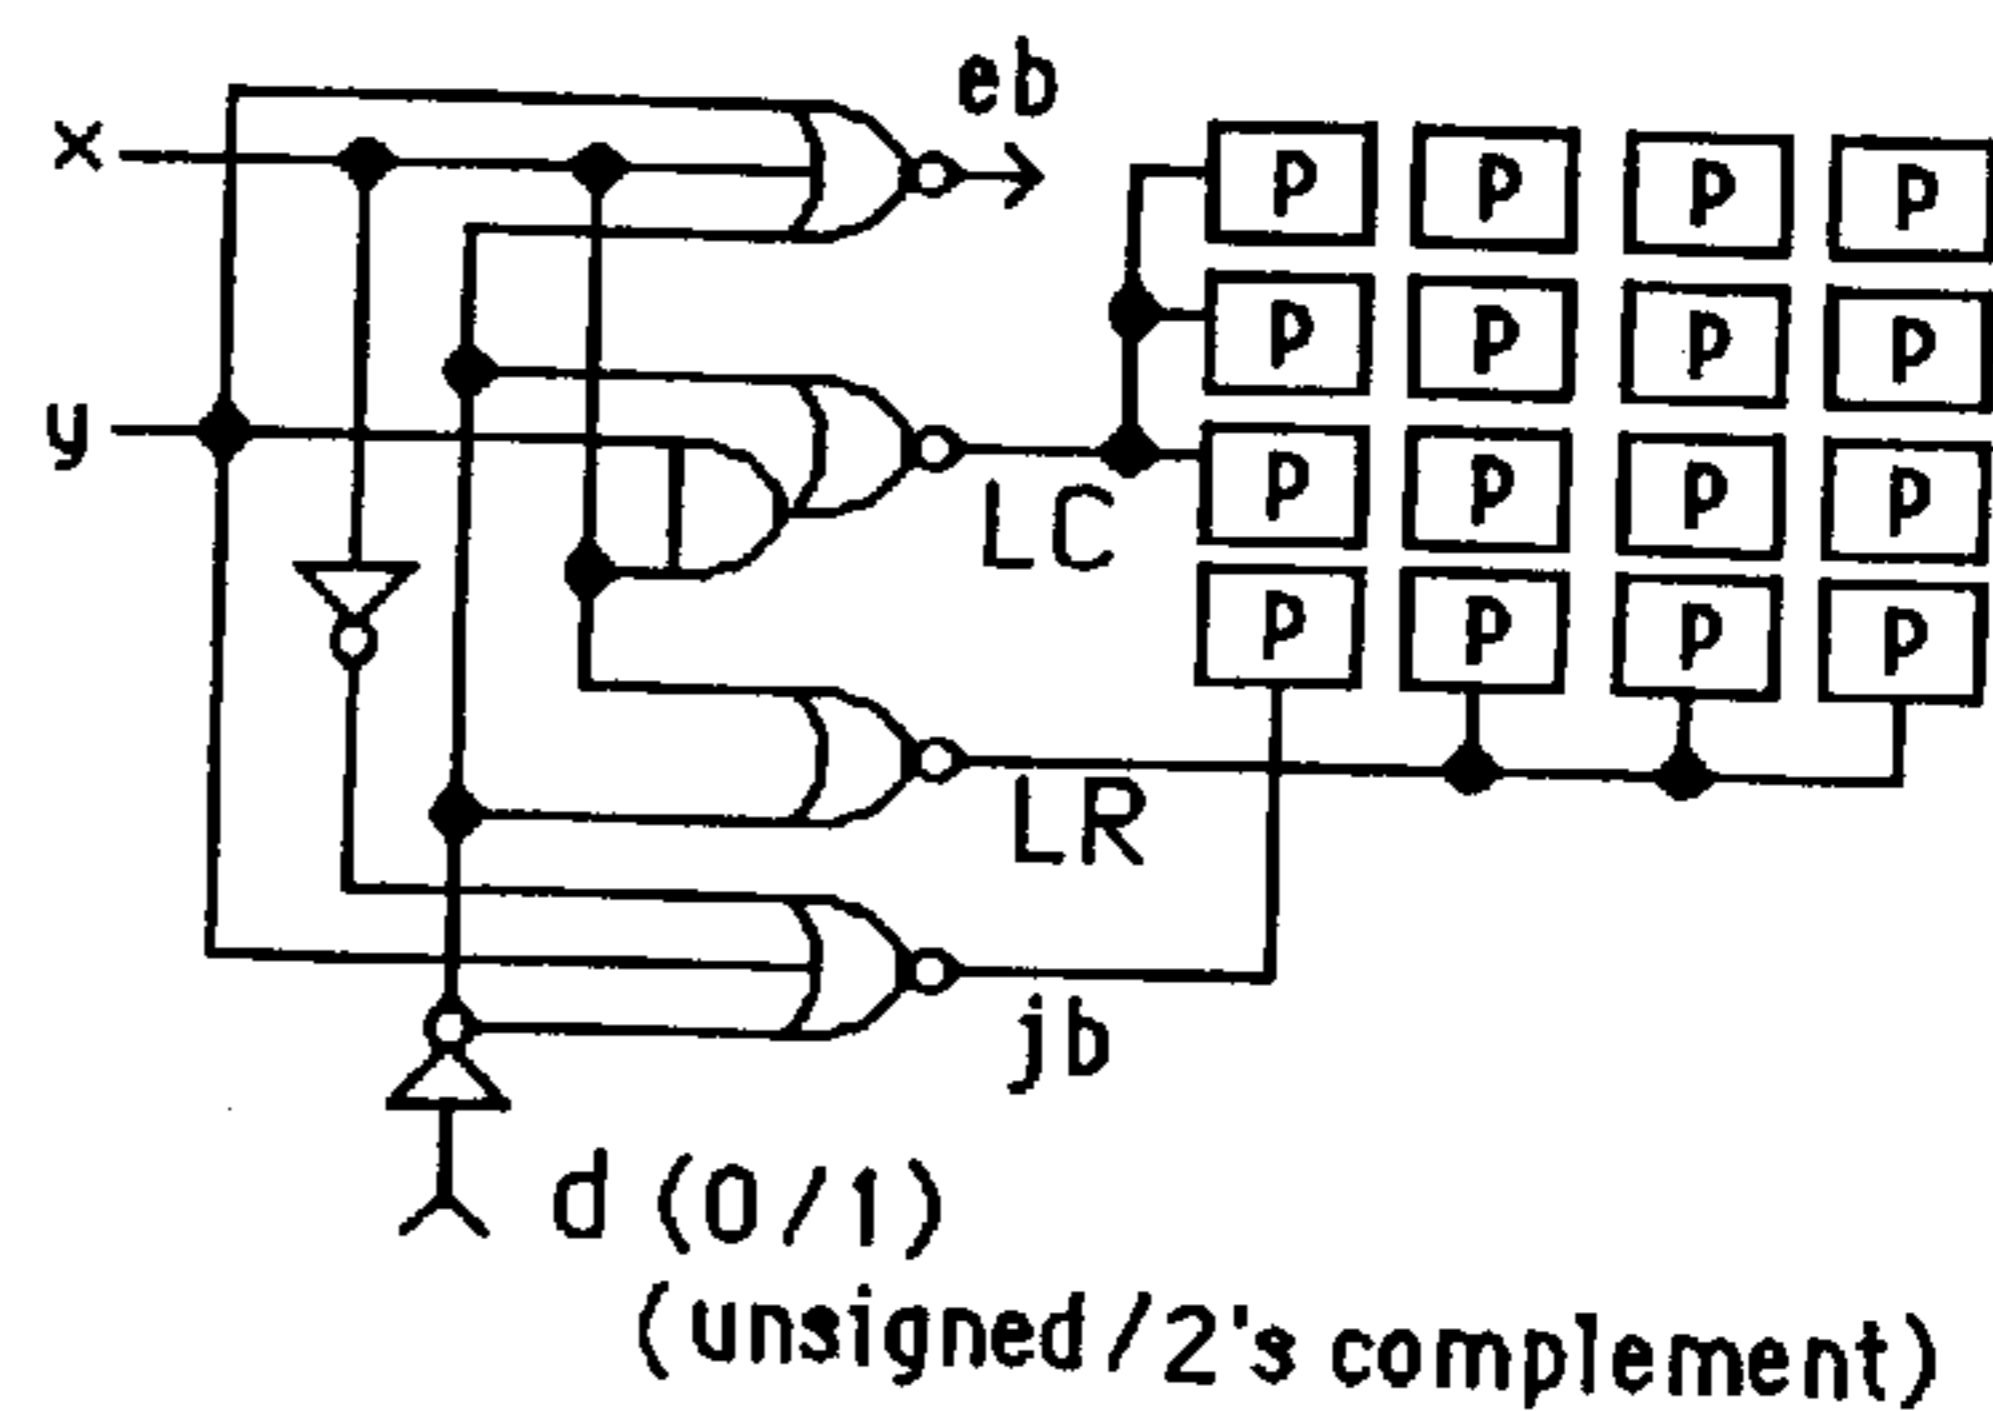 eb
x
P P P P
P P P P
y
LC
P P P P
P P P P
LR
jb
d (0/1)
(unsigned/2's complement)